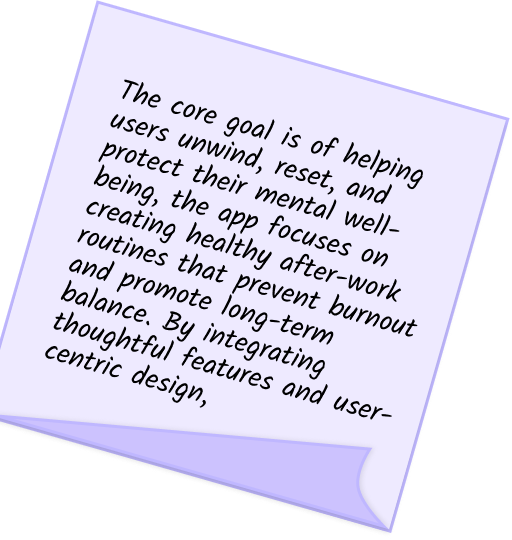 The core goal is of helping
users unwind, reset, and
protect their mental well-
being, the app focuses on
creating healthy after-work
routines that prevent burnout
and promote long-term
balance. By integrating
thoughtful features and user-
centric design,